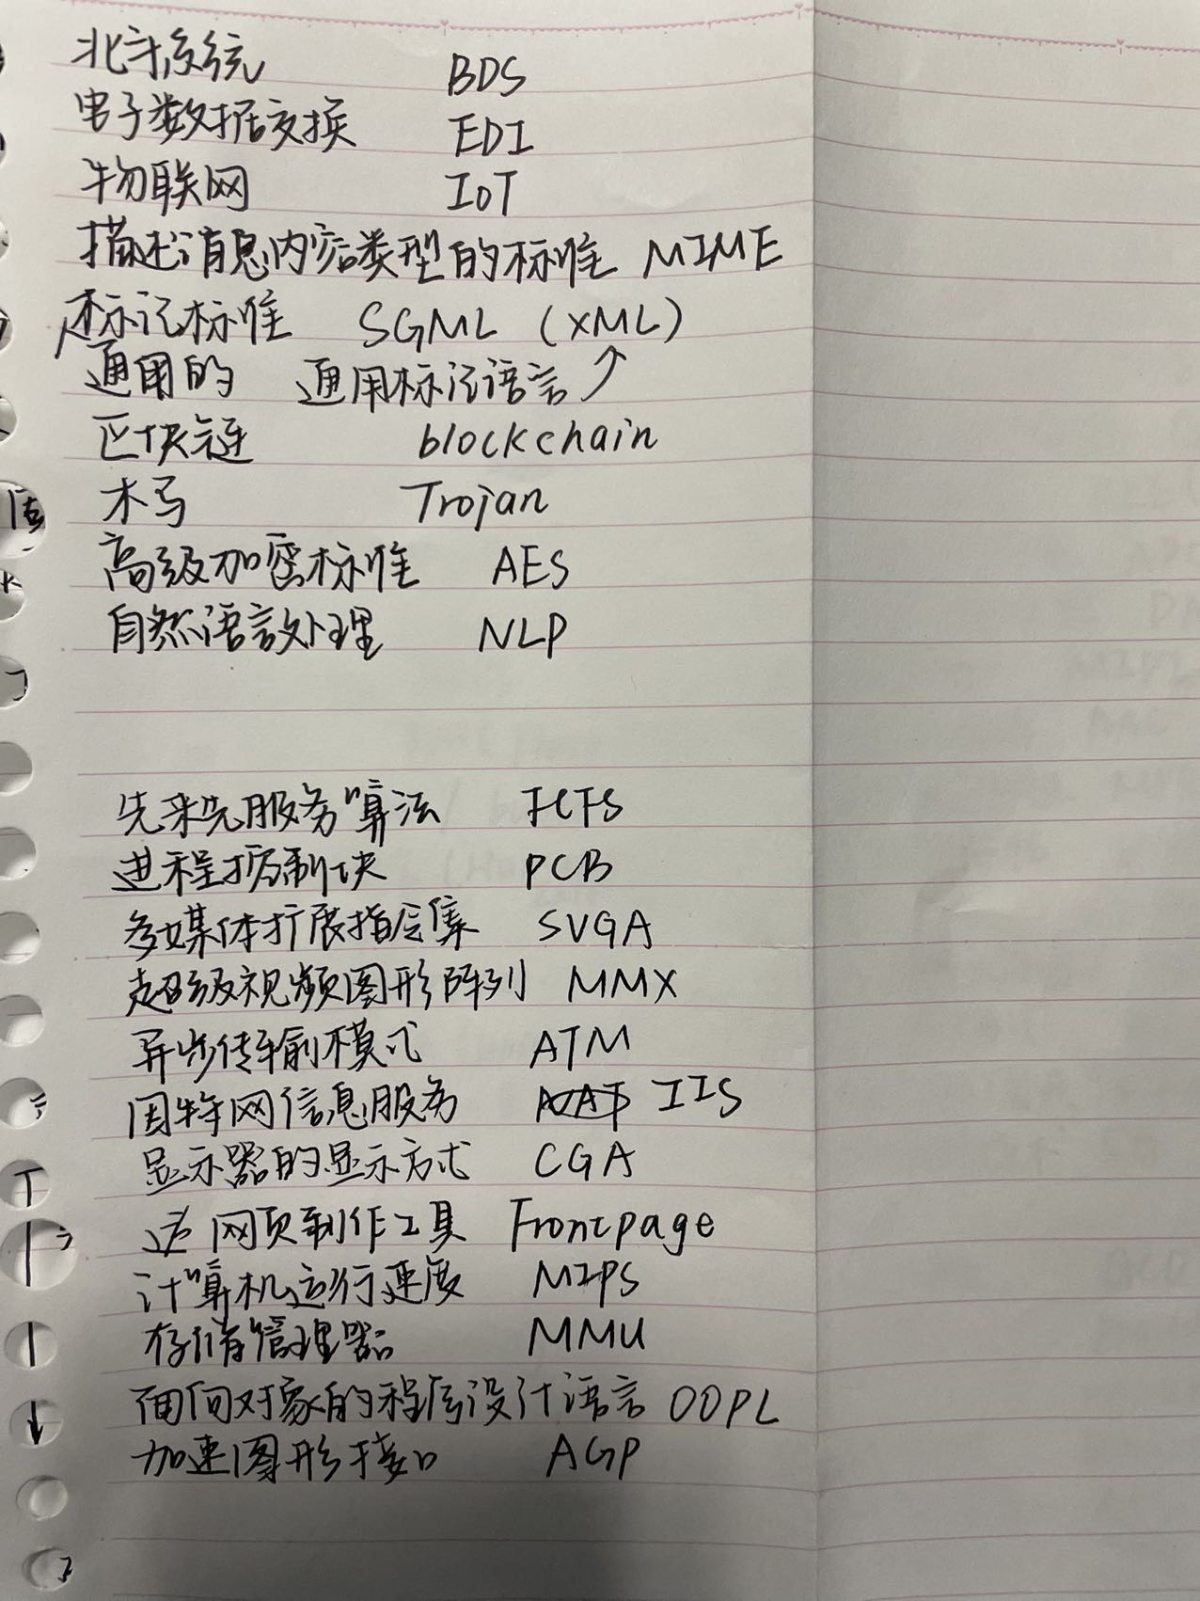 北斗系统 BDS
电子数据交换 EDI
物联网 IoT
描述消息内容类型的标准 MIME
标记标准 SGML (XML)
通用的 通用标记语言↗
区块链 blockchain
木马 Trojan
高级加密标准 AES
自然语言处理 NLP
先来先服务算法 FCFS
进程控制块 PCB
多媒体扩展指令集 SVGA
超级视频图形阵列 MMX
异步传输模式 ATM
因特网信息服务 IIS
显示器的显示方式 CGA
网页制作工具 Frontpage
计算机运行速度 MIPS
存储管理器 MMU
面向对象的程序设计语言 OOPL
加速图形接口 AGP